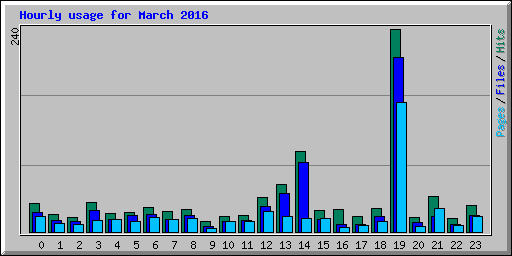 Hourly usage for March 2016
240
Pages/Files/Hits
0 1 2 3 4 5 6 7 8 9 10 11 12 13 14 15 16 17 18 19 20 21 22 23